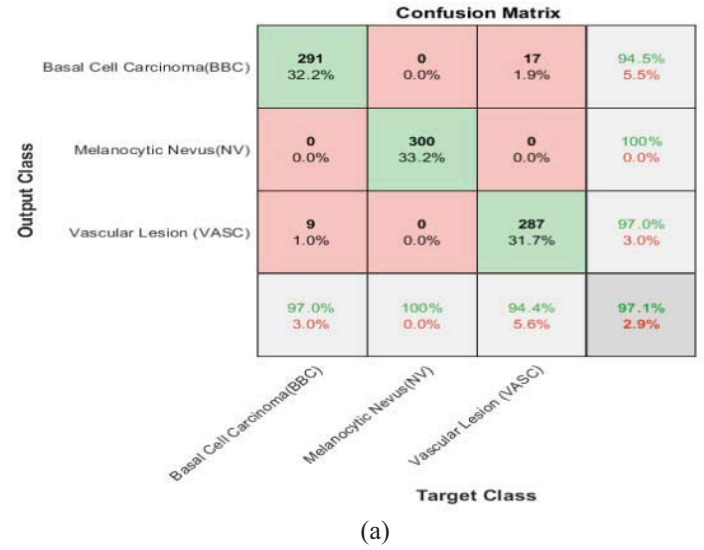 Confusion Matrix
Basal Cell Carcinoma(BBC) 291 0 17 94.5%
32.2% 0.0% 1.9% 5.5%
Melanocytic Nevus(NV) 0 300 0 100%
0.0% 33.2% 0.0% 0.0%
Vascular Lesion (VASC) 9 0 287 97.0%
1.0% 0.0% 31.7% 3.0%
97.0% 100% 94.4% 97.1%
3.0% 0.0% 5.6% 2.9%
Output Class
Basal Cell Carcinoma(BBC)
Melanocytic Nevus(NV)
Vascular Lesion (VASC)
Target Class
(a)